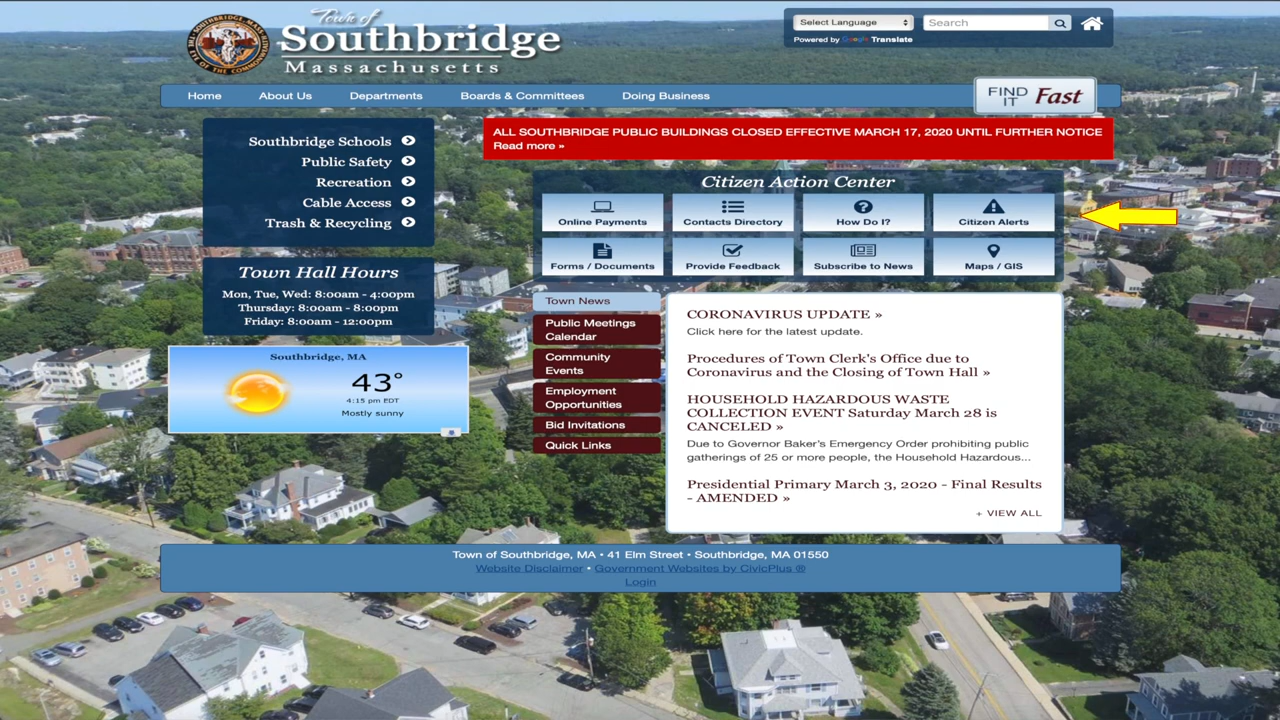 Town of
Southbridge
Massachusetts
Select Language
Search
Powered by Google Translate
Home
About Us
Departments
Boards & Committees
Doing Business
FIND
IT Fast
Southbridge Schools
Public Safety
Recreation
Cable Access
Trash & Recycling
ALL SOUTHBRIDGE PUBLIC BUILDINGS CLOSED EFFECTIVE MARCH 17, 2020 UNTIL FURTHER NOTICE
Read more »
Citizen Action Center
Online Payments
Contacts Directory
How Do I?
Citizen Alerts
Forms / Documents
Provide Feedback
Subscribe to News
Maps / GIS
Town Hall Hours
Mon, Tue, Wed: 8:00am - 4:00pm
Thursday: 8:00am - 8:00pm
Friday: 8:00am - 12:00pm
Southbridge, MA
43°
4:15 pm EDT
Mostly sunny
Town News
Public Meetings
Calendar
Community
Events
Employment
Opportunities
Bid Invitations
Quick Links
CORONAVIRUS UPDATE »
Click here for the latest update.
Procedures of Town Clerk's Office due to
Coronavirus and the Closing of Town Hall »
HOUSEHOLD HAZARDOUS WASTE
COLLECTION EVENT Saturday March 28 is
CANCELED »
Due to Governor Baker's Emergency Order prohibiting public
gatherings of 25 or more people, the Household Hazardous...
Presidential Primary March 3, 2020 - Final Results
- AMENDED »
+ VIEW ALL
Town of Southbridge, MA • 41 Elm Street • Southbridge, MA 01550
Website Disclaimer • Government Websites by CivicPlus ®
Login